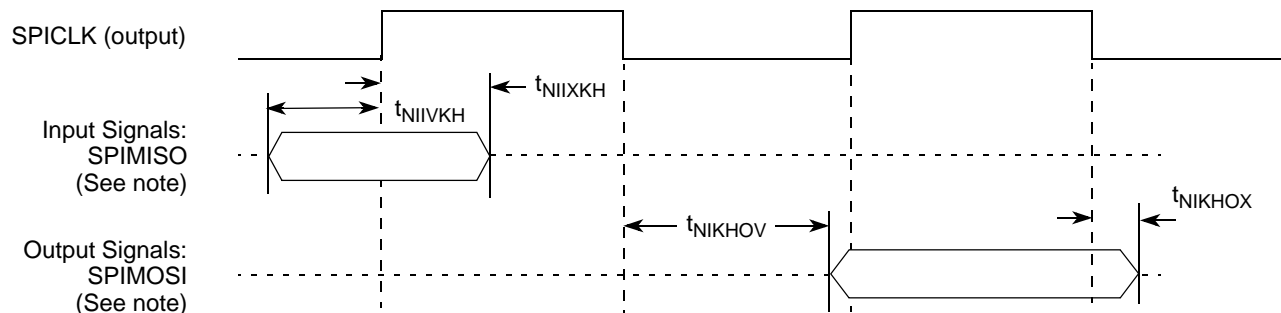 SPICLK (output)
tNIIXKH
tNIIVKH
Input Signals:
SPIMISO
(See note)
tNIKHOX
tNIKHOV
Output Signals:
SPIMOSI
(See note)